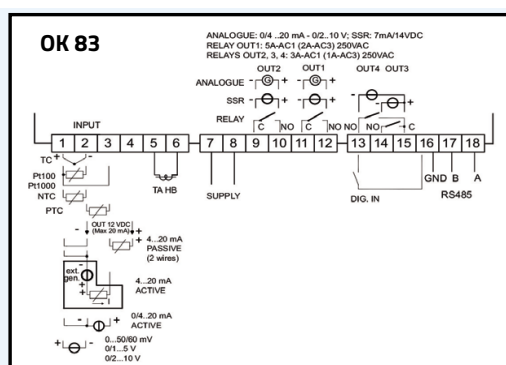 OK 83
ANALOGUE: 0/4 ..20 mA - 0/2..10 V; SSR: 7mA/14VDC
RELAY OUT1: 5A-AC1 (2A-AC3) 250VAC
RELAYS OUT2, 3, 4: 3A-AC1 (1A-AC3) 250VAC
OUT2 OUT1 OUT4 OUT3
ANALOGUE - G + - G +
SSR - + - + - + - +
RELAY C NO C NO NO NO C
INPUT
1 2 3 4 5 6 7 8 9 10 11 12 13 14 15 16 17 18
TC + -
Pt100
Pt1000
NTC
PTC
TA HB
SUPPLY
DIG. IN
GND B A
RS485
OUT 12 VDC
(Max 20 mA)
- + +
4...20 mA
PASSIVE
(2 wires)
ext.
gen.
- + + I
4...20 mA
ACTIVE
- + 0/4...20 mA
ACTIVE
+ - 0...50/60 mV
0/1...5 V
0/2...10 V